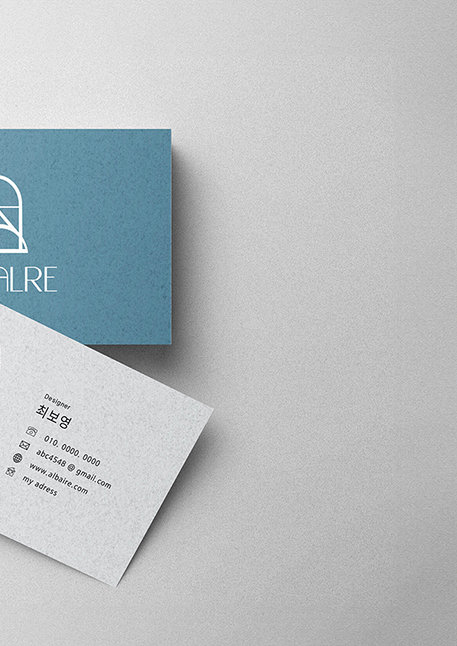 ALRE
Designer
최보영
010. 0000. 0000
abc4548 @ gmail.com
www.albaire.com
my adress